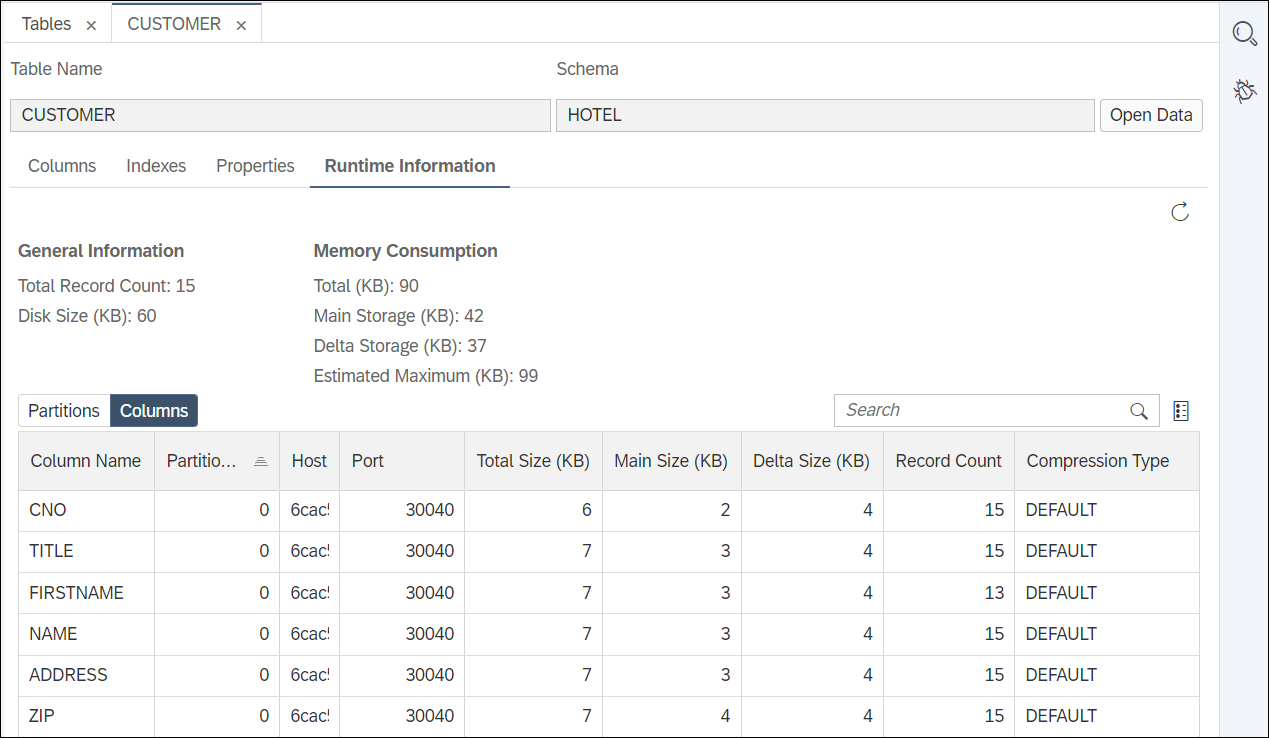 Tables × CUSTOMER ×
Table Name Schema
CUSTOMER HOTEL Open Data
Columns Indexes Properties Runtime Information
General Information Memory Consumption
Total Record Count: 15 Total (KB): 90
Disk Size (KB): 60 Main Storage (KB): 42
Delta Storage (KB): 37
Estimated Maximum (KB): 99
Partitions Columns Search
Column Name Partitio... Host Port Total Size (KB) Main Size (KB) Delta Size (KB) Record Count Compression Type
CNO 0 6cac 30040 6 2 4 15 DEFAULT
TITLE 0 6cac 30040 7 3 4 15 DEFAULT
FIRSTNAME 0 6cac 30040 7 3 4 13 DEFAULT
NAME 0 6cac 30040 7 3 4 15 DEFAULT
ADDRESS 0 6cac 30040 7 3 4 15 DEFAULT
ZIP 0 6cac 30040 7 4 4 15 DEFAULT